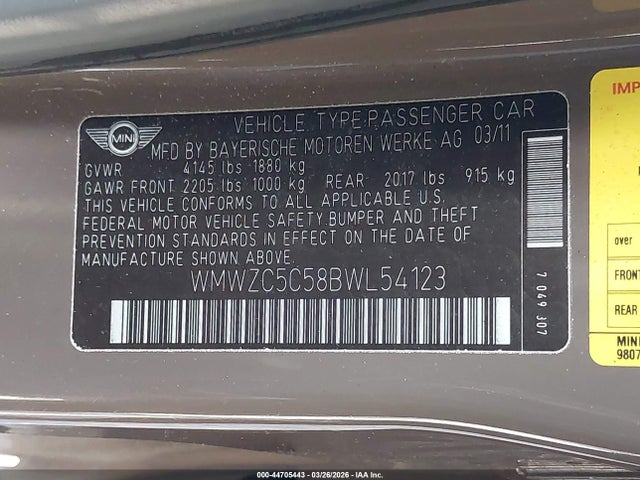 MINI
VEHICLE TYPE:PASSENGER CAR
MFD BY BAYERISCHE MOTOREN WERKE AG 03/11
GVWR 4145 lbs 1880 kg
GAWR FRONT 2205 lbs 1000 kg REAR 2017 lbs 915 kg
THIS VEHICLE CONFORMS TO ALL APPLICABLE U.S.
FEDERAL MOTOR VEHICLE SAFETY,BUMPER AND THEFT
PREVENTION STANDARDS IN EFFECT ON THE DATE OF
MANUFACTURE SHOWN ABOVE.
WMWZC5C58BWL54123
7 049 307
IMP
over
FRON
REAR
MINI
9807
000-44705443 - 03/26/2026 - IAA Inc.